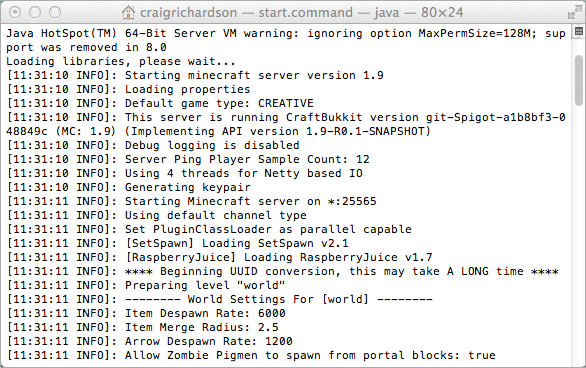 craigrichardson — start.command — java — 80×24
Java HotSpot(TM) 64-Bit Server VM warning: ignoring option MaxPermSize=128M; sup
port was removed in 8.0
Loading libraries, please wait...
[11:31:10 INFO]: Starting minecraft server version 1.9
[11:31:10 INFO]: Loading properties
[11:31:10 INFO]: Default game type: CREATIVE
[11:31:10 INFO]: This server is running CraftBukkit version git-Spigot-a1b8bf3-0
48849c (MC: 1.9) (Implementing API version 1.9-R0.1-SNAPSHOT)
[11:31:10 INFO]: Debug logging is disabled
[11:31:10 INFO]: Server Ping Player Sample Count: 12
[11:31:10 INFO]: Using 4 threads for Netty based IO
[11:31:10 INFO]: Generating keypair
[11:31:11 INFO]: Starting Minecraft server on *:25565
[11:31:11 INFO]: Using default channel type
[11:31:11 INFO]: Set PluginClassLoader as parallel capable
[11:31:11 INFO]: [SetSpawn] Loading SetSpawn v2.1
[11:31:11 INFO]: [RaspberryJuice] Loading RaspberryJuice v1.7
[11:31:11 INFO]: **** Beginning UUID conversion, this may take A LONG time ****
[11:31:11 INFO]: Preparing level "world"
[11:31:11 INFO]: -------- World Settings For [world] --------
[11:31:11 INFO]: Item Despawn Rate: 6000
[11:31:11 INFO]: Item Merge Radius: 2.5
[11:31:11 INFO]: Arrow Despawn Rate: 1200
[11:31:11 INFO]: Allow Zombie Pigmen to spawn from portal blocks: true